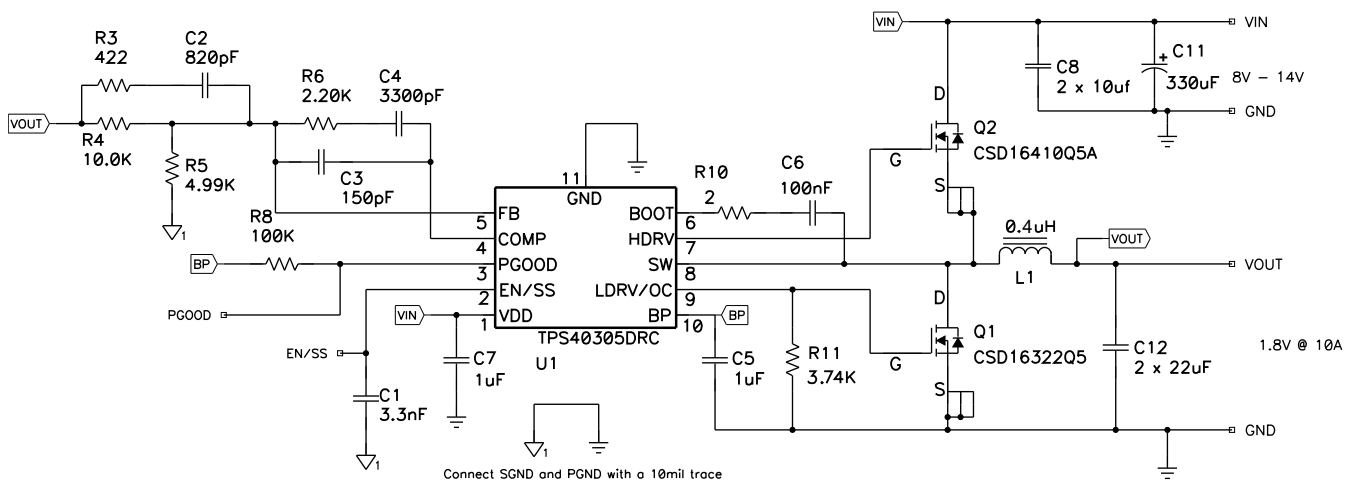 VIN
VIN
R3
422
C2
820pF
R6
2.20K
C4
3300pF
C8
2 x 10uf
+
C11
330uF
8V - 14V
GND
D
VOUT
R4
10.0K
R5
4.99K
C3
150pF
1
Q2
CSD16410Q5A
G
S
R10
2
C6
100nF
11
GND
FB
5
BOOT
6
COMP
4
HDRV
7
PGOOD
3
SW
8
EN/SS
2
LDRV/OC
9
VDD
1
BP
10
TPS40305DRC
U1
R8
100K
BP
PGOOD
VIN
BP
EN/SS
C1
3.3nF
1
C7
1uF
C5
1uF
R11
3.74K
0.4uH
L1
VOUT
VOUT
D
Q1
CSD16322Q5
G
S
C12
2 x 22uF
1.8V @ 10A
GND
1
Connect SGND and PGND with a 10mil trace